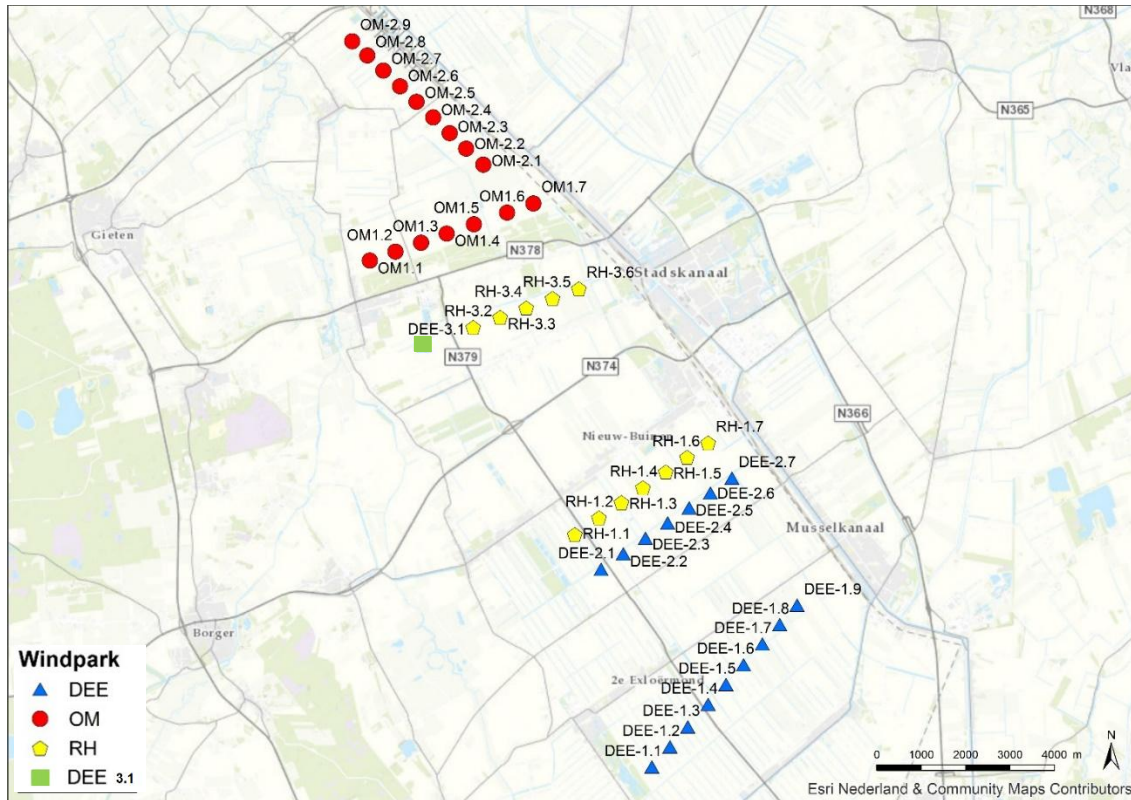 OM-2.9
N368
OM-2.8
Vla
OM-2.7
OM-2.6
OM-2.5
OM-2.4
N365
OM-2.3
OM-2.2
OM-2.1
OM1.7
OM1.6
OM1.5
Gieten
OM1.3
OM1.2
OM1.4
N378
OM1.1
Stadskanaal
RH-3.6
RH-3.5
RH-3.4
RH-3.2
RH-3.3
DEE-3.1
N379
N374
N366
RH-1.7
Nieuw-Bui
RH-1.6
DEE-2.7
RH-1.4
RH-1.5
DEE-2.6
RH-1.2
RH-1.3
DEE-2.5
DEE-2.4
Musselkanaal
RH-1.1
DEE-2.3
DEE-2.1
DEE-2.2
DEE-1.9
DEE-1.8
DEE-1.7
Borger
DEE-1.6
DEE-1.5
2e Exloërmond
DEE-1.4
DEE-1.3
DEE-1.2
DEE-1.1
Windpark
DEE
OM
RH
DEE 3.1
N
0 1000 2000 3000 4000 m
Esri Nederland & Community Maps Contributors